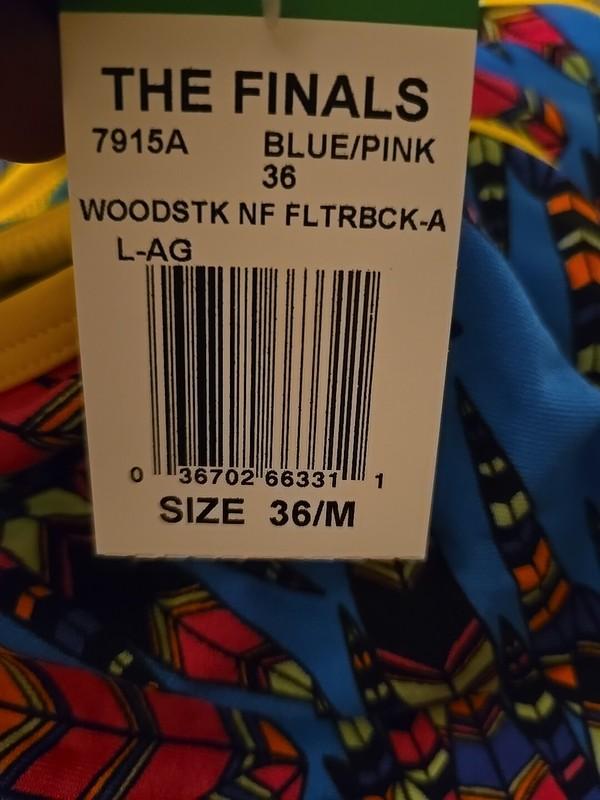 THE FINALS
7915A BLUE/PINK
36
WOODSTK NF FLTRBCK-A
L-AG
0 36702 66331 1
SIZE 36/M